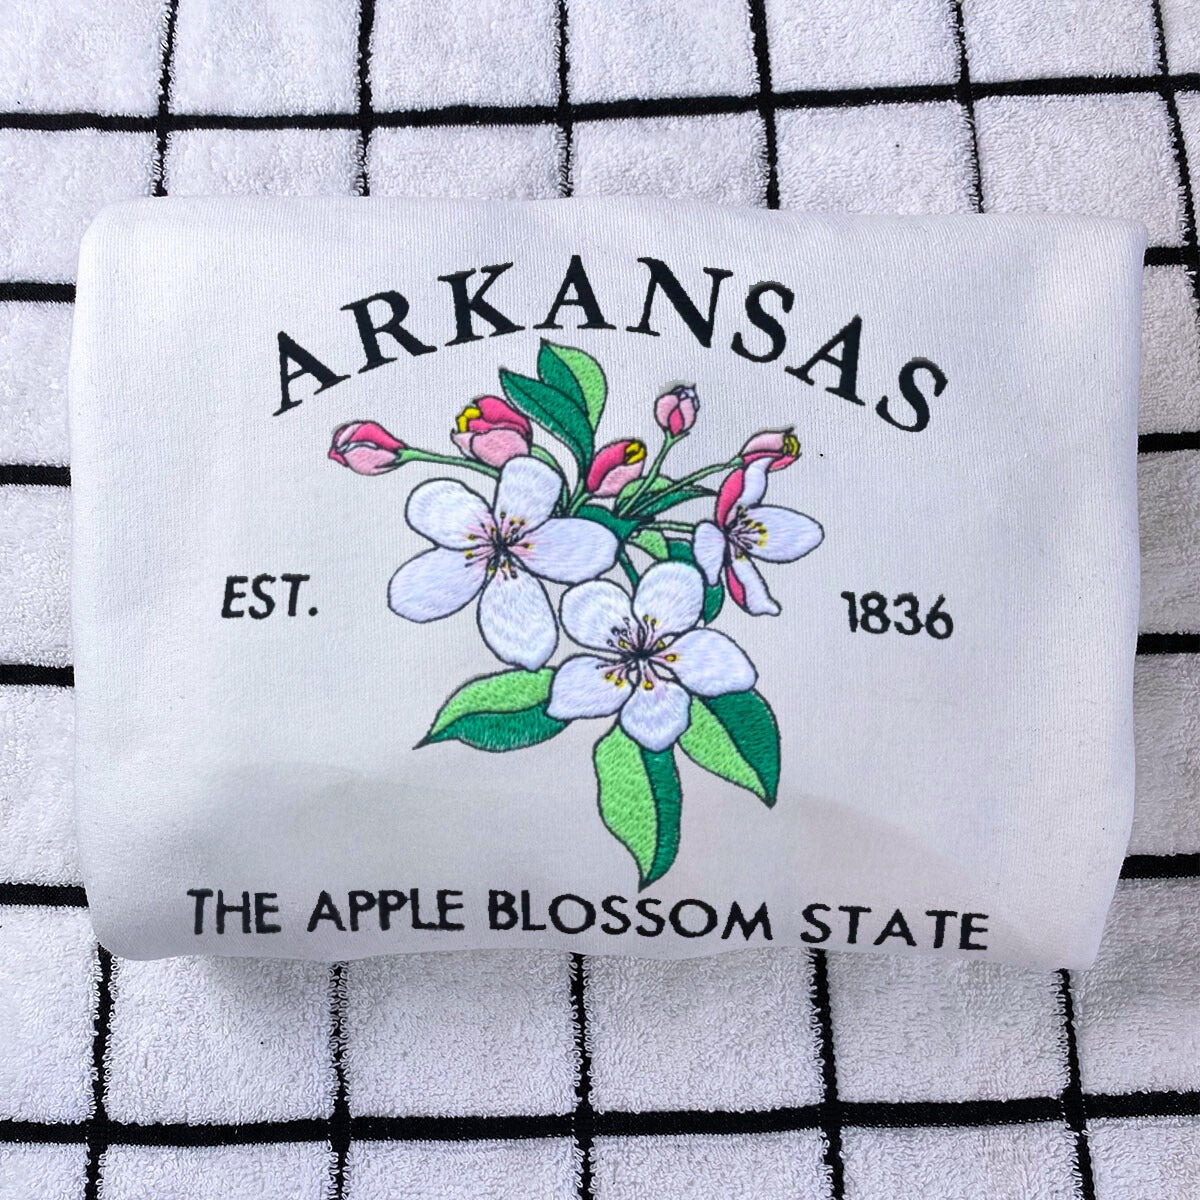 ARKANSAS
EST. 1836
THE APPLE BLOSSOM STATE